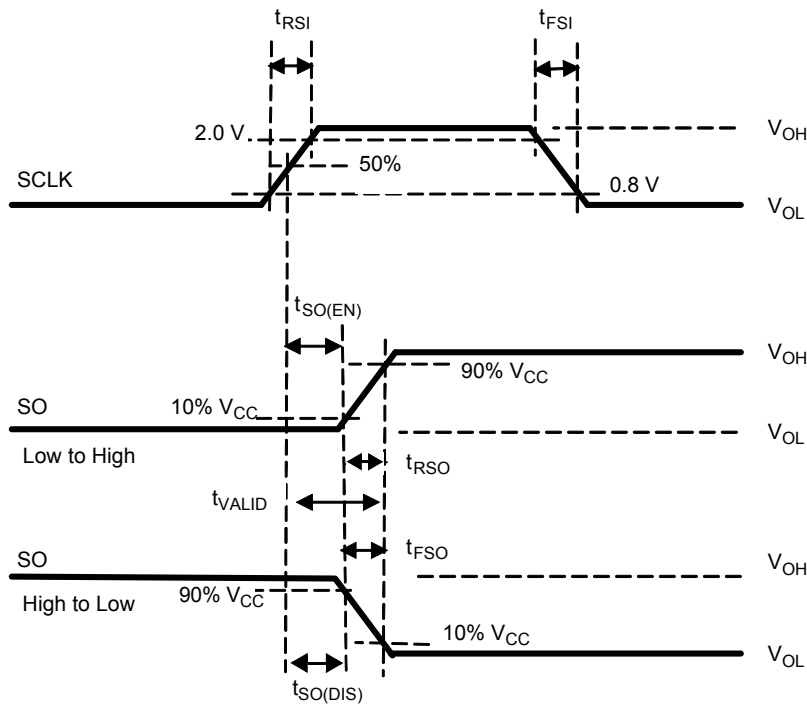 tRSI
tFSI
2.0 V
VOH
50%
SCLK
0.8 V
VOL
tSO(EN)
VOH
90% VCC
SO
10% VCC
VOL
Low to High
tRSO
tVALID
tFSO
SO
VOH
90% VCC
High to Low
10% VCC
VOL
tSO(DIS)